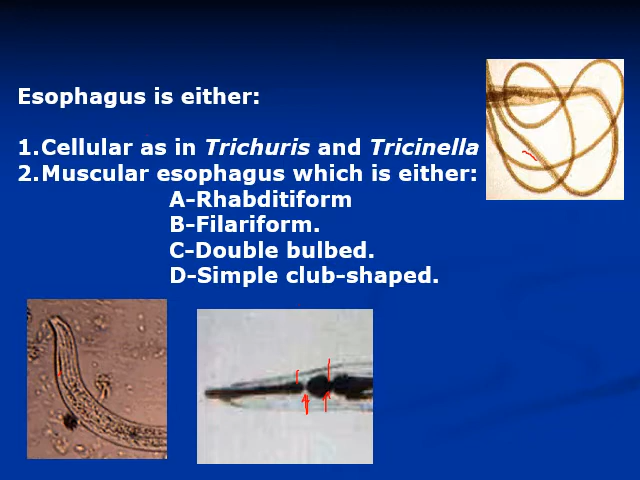 Esophagus is either:
1.Cellular as in Trichuris and Tricinella
2.Muscular esophagus which is either:
A-Rhabditiform
B-Filariform.
C-Double bulbed.
D-Simple club-shaped.